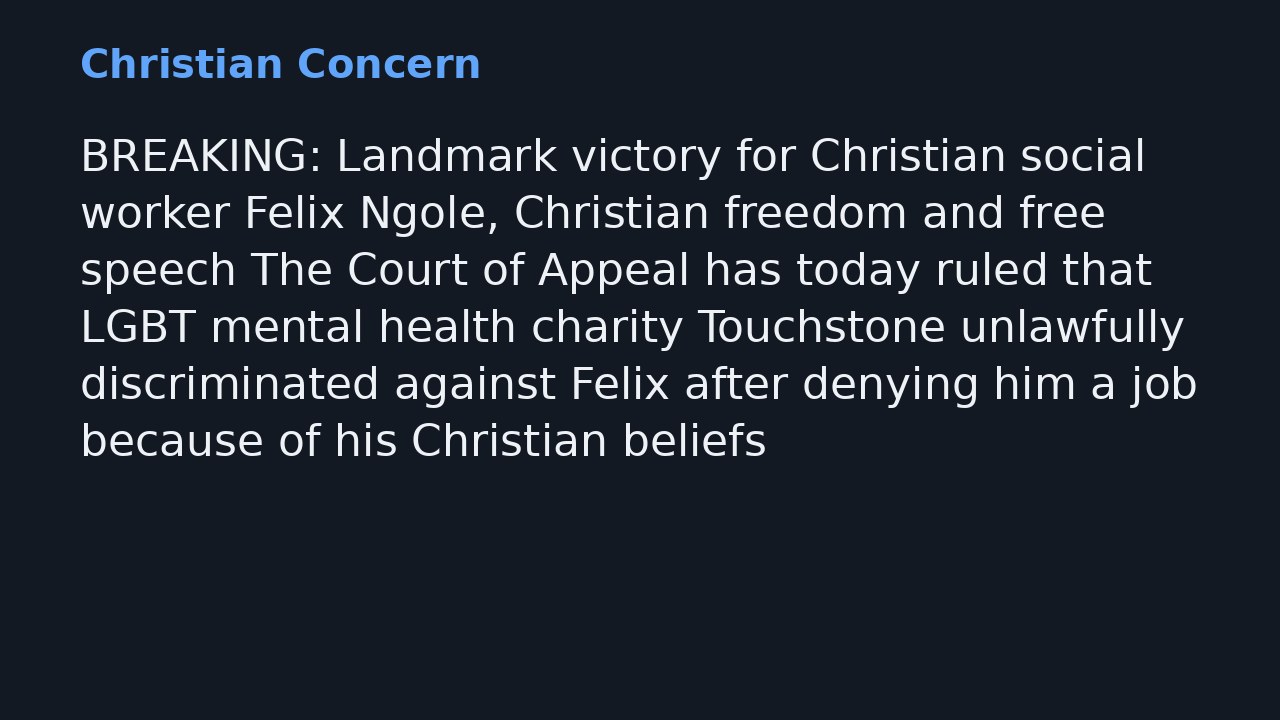 Christian Concern
BREAKING: Landmark victory for Christian social
worker Felix Ngole, Christian freedom and free
speech The Court of Appeal has today ruled that
LGBT mental health charity Touchstone unlawfully
discriminated against Felix after denying him a job
because of his Christian beliefs